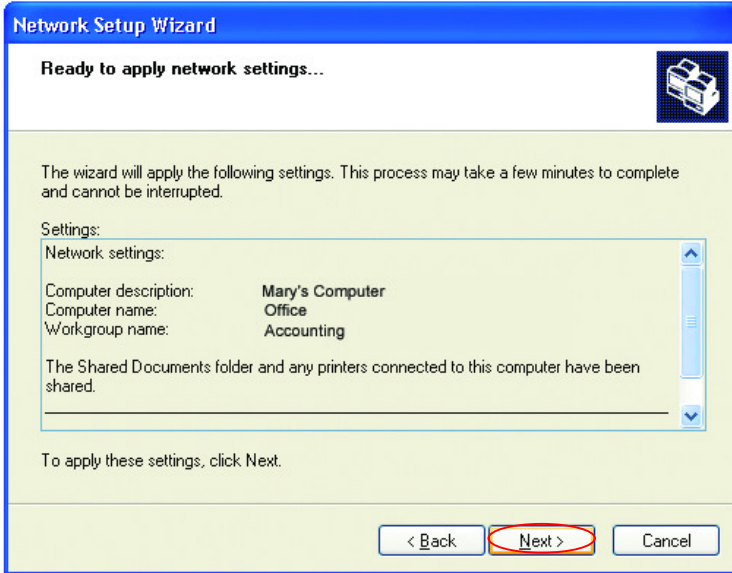 Network Setup Wizard
Ready to apply network settings...
The wizard will apply the following settings. This process may take a few minutes to complete
and cannot be interrupted.
Settings:
Network settings:
Computer description: Mary's Computer
Computer name: Office
Workgroup name: Accounting
The Shared Documents folder and any printers connected to this computer have been
shared.
To apply these settings, click Next.
< Back Next > Cancel